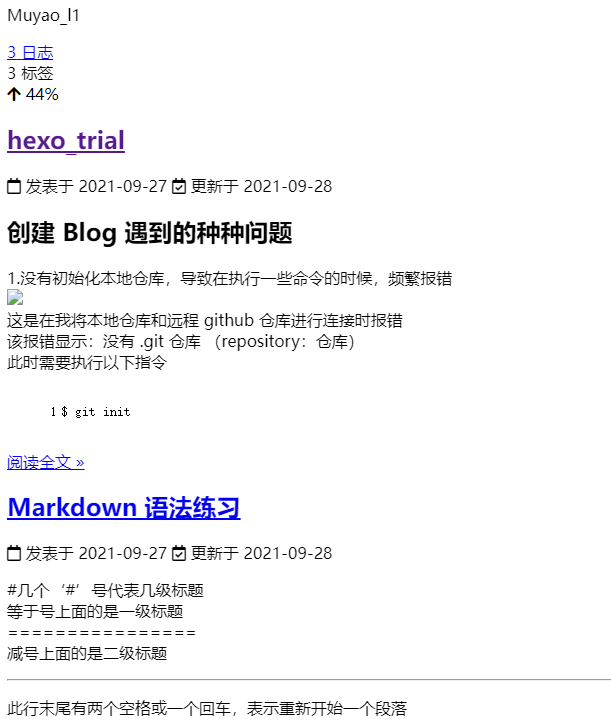 Muyao_l1
3 日志
3 标签
44%
hexo_trial
发表于 2021-09-27 更新于 2021-09-28
创建 Blog 遇到的种种问题
1.没有初始化本地仓库，导致在执行一些命令的时候，频繁报错
这是在我将本地仓库和远程 github 仓库进行连接时报错
该报错显示：没有 .git 仓库 （repository：仓库）
此时需要执行以下指令
1 $ git init
阅读全文 »
Markdown 语法练习
发表于 2021-09-27 更新于 2021-09-28
#几个‘#’号代表几级标题
等于号上面的是一级标题
================
减号上面的是二级标题
此行末尾有两个空格或一个回车，表示重新开始一个段落